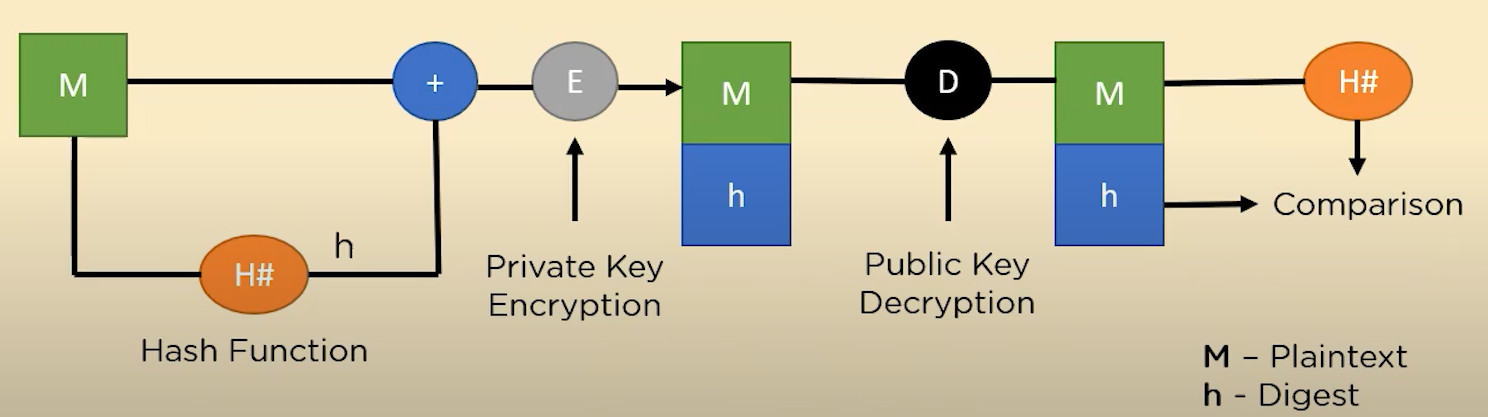 M
+
E
M
D
M
H#
h
h
Comparison
h
H#
Private Key
Encryption
Public Key
Decryption
Hash Function
M – Plaintext
h - Digest